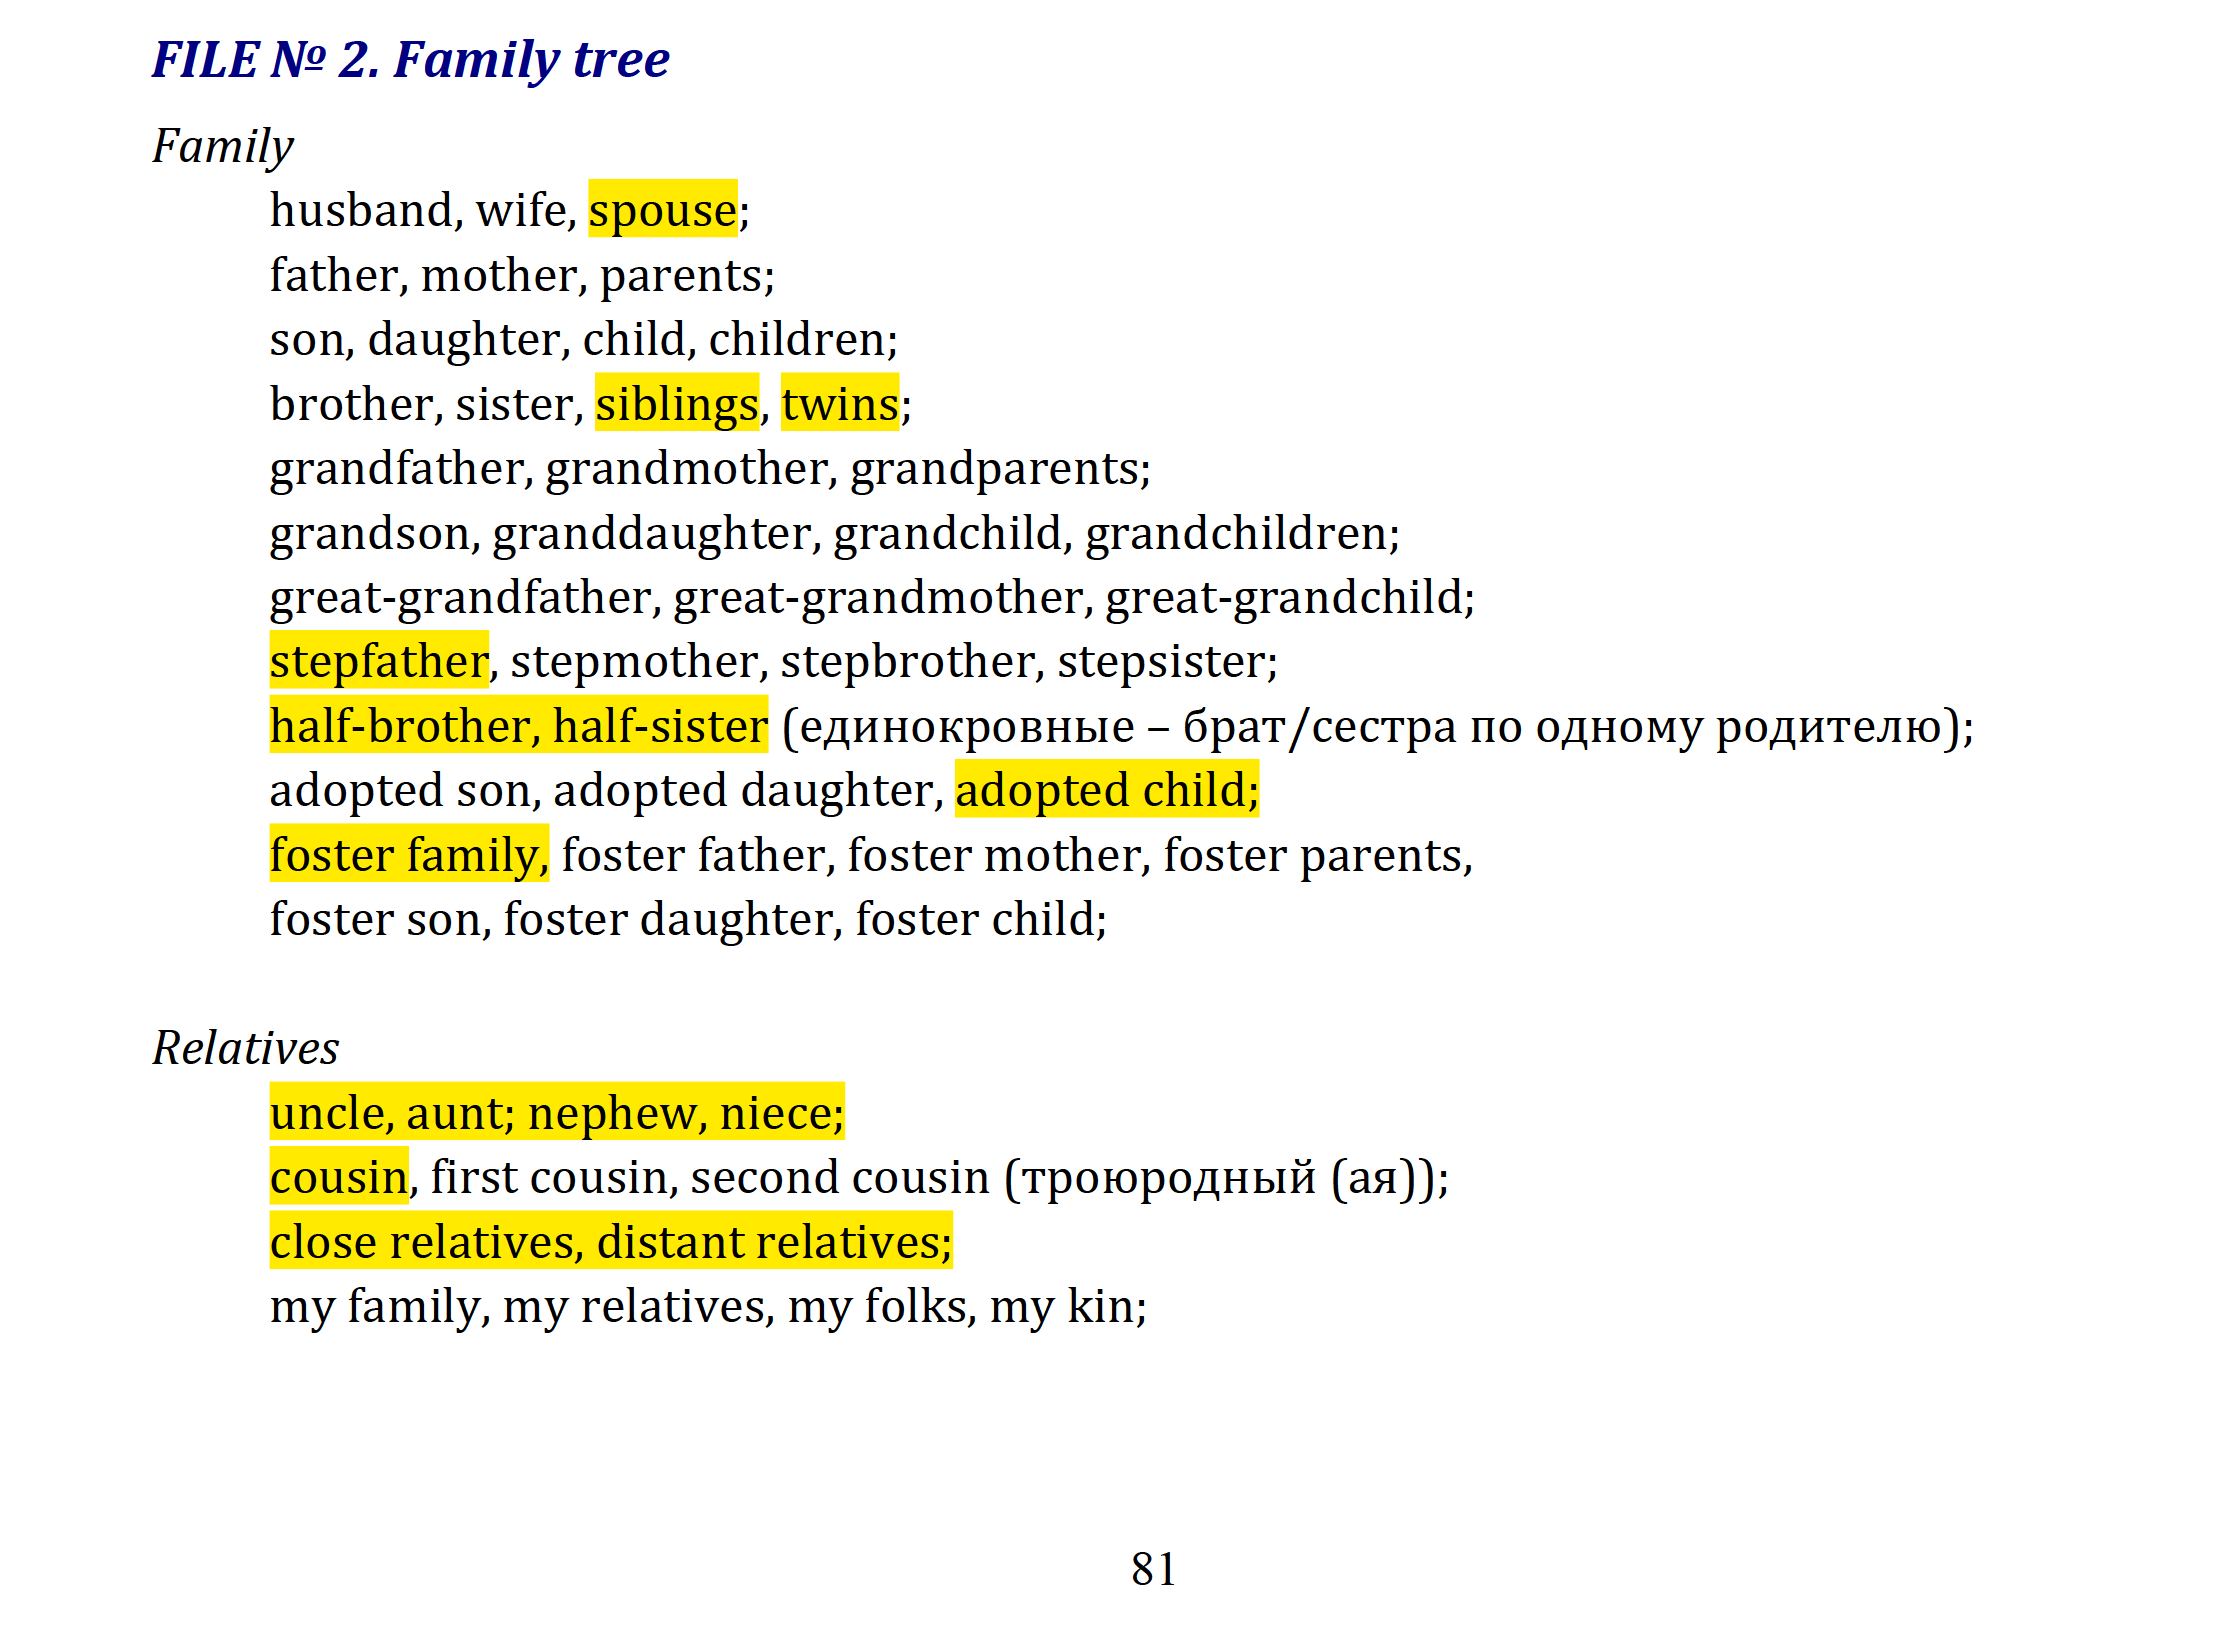 FILE № 2. Family tree
Family
husband, wife, spouse;
father, mother, parents;
son, daughter, child, children;
brother, sister, siblings, twins;
grandfather, grandmother, grandparents;
grandson, granddaughter, grandchild, grandchildren;
great-grandfather, great-grandmother, great-grandchild;
stepfather, stepmother, stepbrother, stepsister;
half-brother, half-sister (единокровные – брат/сестра по одному родителю);
adopted son, adopted daughter, adopted child;
foster family, foster father, foster mother, foster parents,
foster son, foster daughter, foster child;
Relatives
uncle, aunt; nephew, niece;
cousin, first cousin, second cousin (троюродный (ая));
close relatives, distant relatives;
my family, my relatives, my folks, my kin;
81